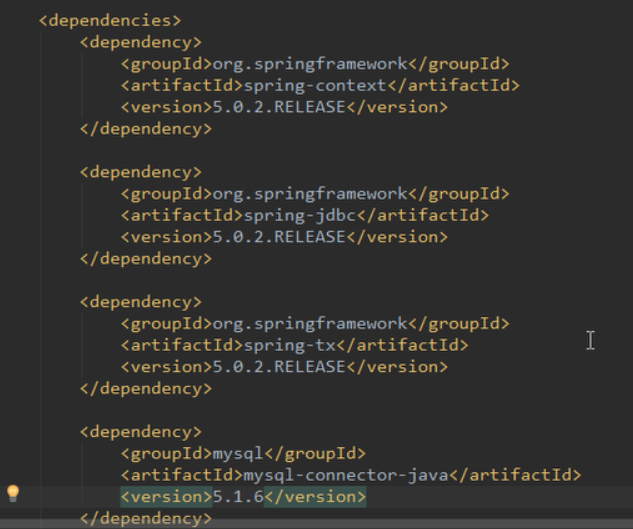 <dependencies>
<dependency>
<groupId>org.springframework</groupId>
<artifactId>spring-context</artifactId>
<version>5.0.2.RELEASE</version>
</dependency>
<dependency>
<groupId>org.springframework</groupId>
<artifactId>spring-jdbc</artifactId>
<version>5.0.2.RELEASE</version>
</dependency>
<dependency>
<groupId>org.springframework</groupId>
<artifactId>spring-tx</artifactId>
<version>5.0.2.RELEASE</version>
</dependency>
<dependency>
<groupId>mysql</groupId>
<artifactId>mysql-connector-java</artifactId>
<version>5.1.6</version>
</dependency>